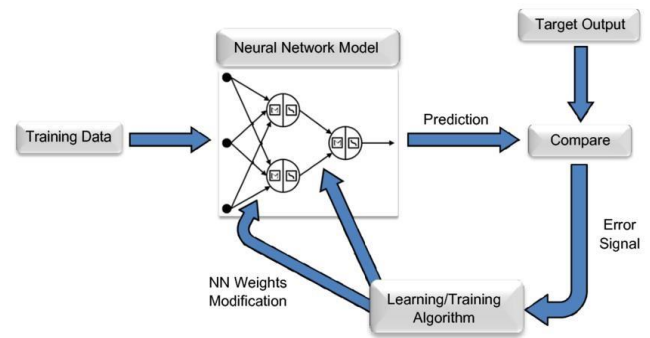 Target Output
Neural Network Model
Training Data
Prediction
Compare
Error
Signal
NN Weights
Modification
Learning/Training
Algorithm